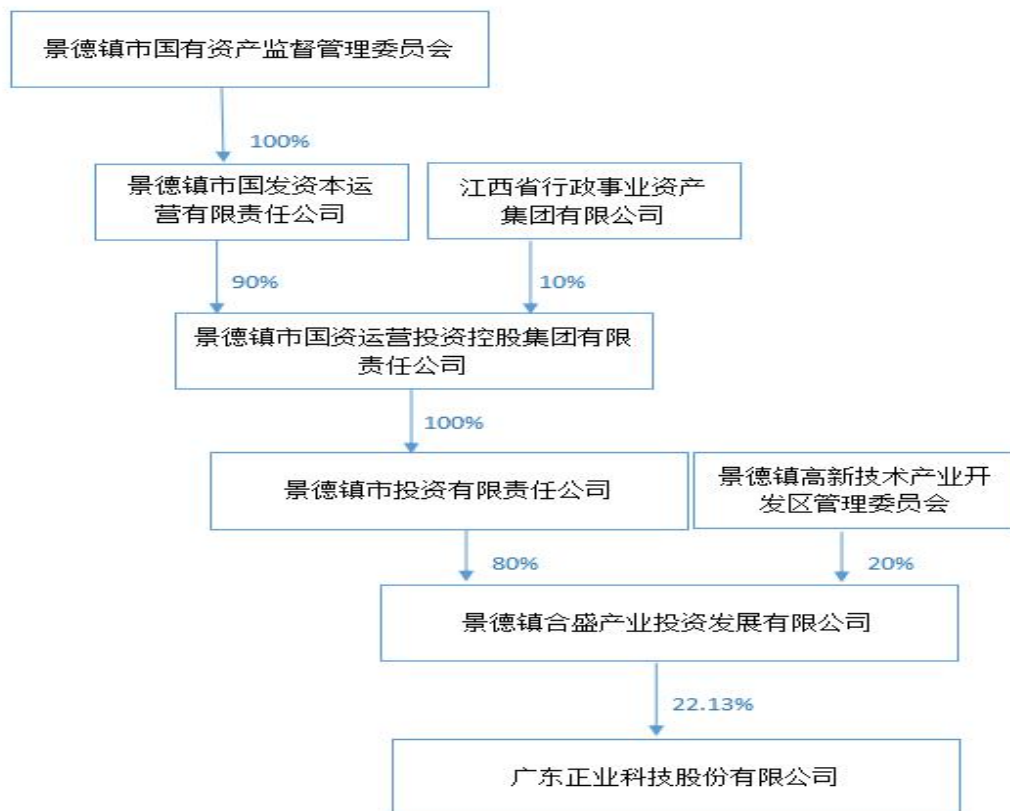 景德镇市国有资产监督管理委员会
100%
景德镇市国发资本运
营有限责任公司
江西省行政事业资产
集团有限公司
90%
10%
景德镇市国资运营投资控股集团有限
责任公司
100%
景德镇市投资有限责任公司
景德镇高新技术产业开
发区管理委员会
80%
20%
景德镇合盛产业投资发展有限公司
22.13%
广东正业科技股份有限公司